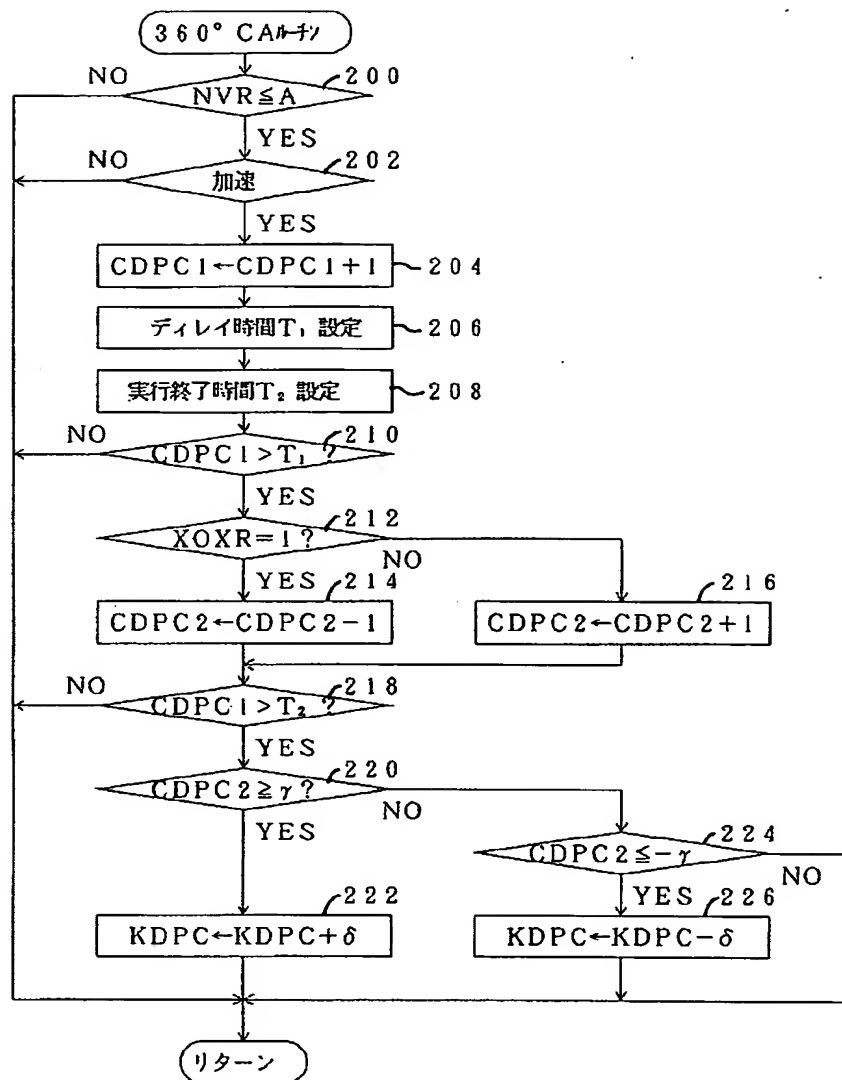 360° CAルーチン
NO
200
NVR≦A
YES
NO
202
加速
YES
CDPC1←CDPC1+1
204
ディレイ時間T₁ 設定
206
実行終了時間T₂ 設定
208
NO
210
CDPC1>T₁ ?
YES
212
XOXR=1?
NO
YES
214
216
CDPC2←CDPC2-1
CDPC2←CDPC2+1
NO
218
CDPC1>T₂ ?
YES
220
CDPC2≧γ?
NO
YES
224
CDPC2≦-γ
NO
222
YES
226
KDPC←KDPC+δ
KDPC←KDPC-δ
リターン